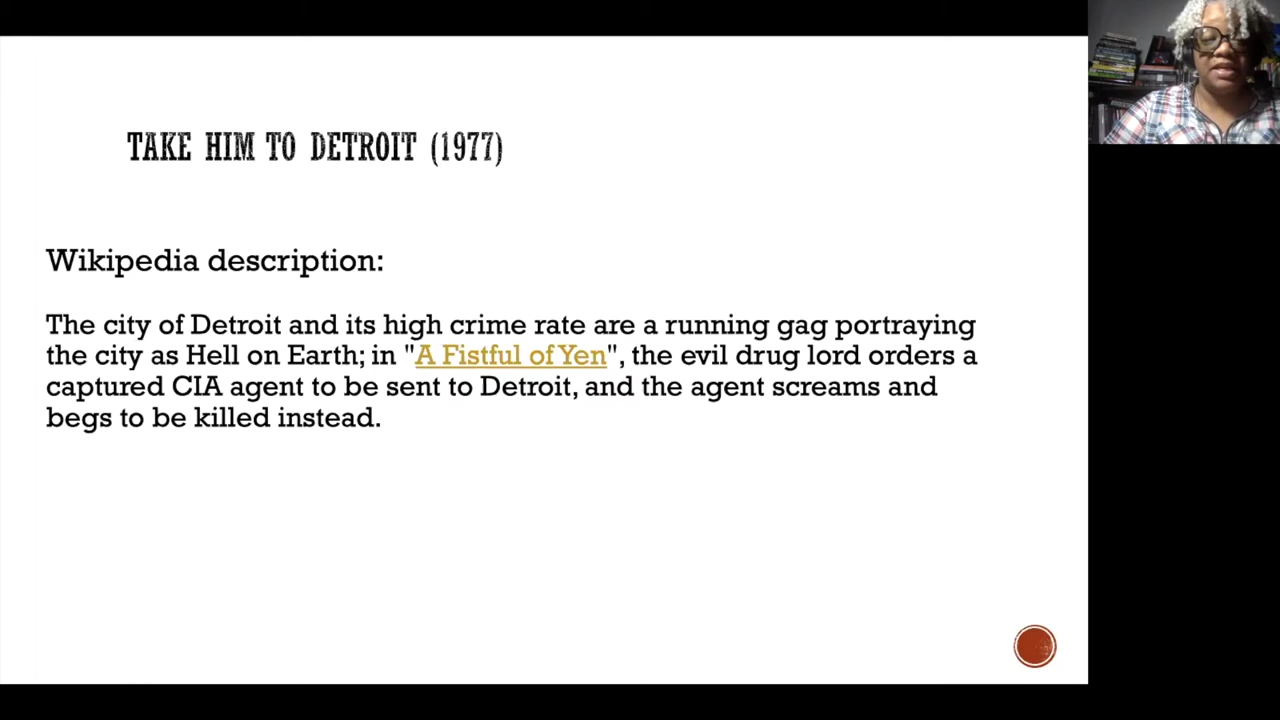 TAKE HIM TO DETROIT (1977)
Wikipedia description:
The city of Detroit and its high crime rate are a running gag portraying
the city as Hell on Earth; in "A Fistful of Yen", the evil drug lord orders a
captured CIA agent to be sent to Detroit, and the agent screams and
begs to be killed instead.